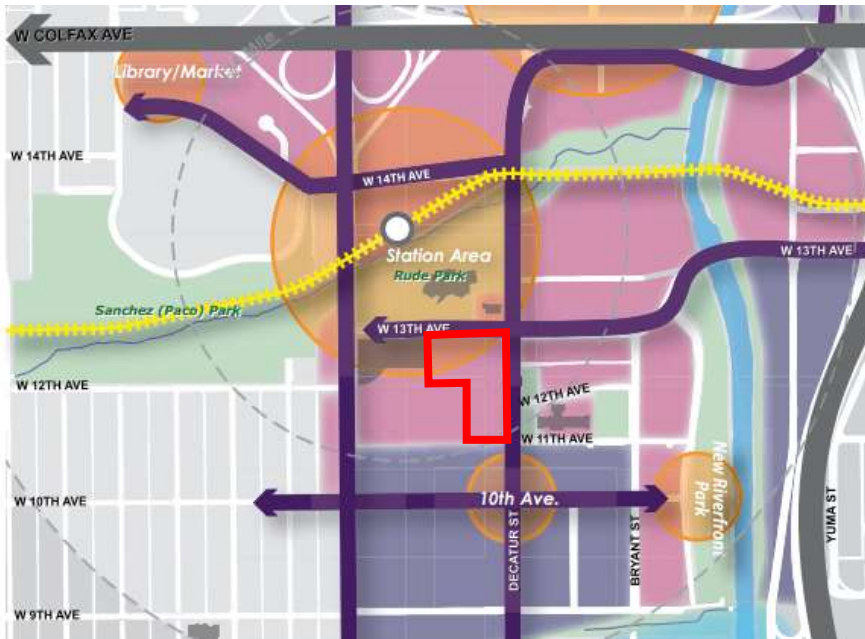 W COLFAX AVE
Mile
Library/Market
W 14TH AVE
W 14TH AVE
W 13TH AVE
Station Area
Rude Park
Sanchez (Paco) Park
W 13TH AVE
W 12TH AVE
W 12TH AVE
W 11TH AVE
New Riverfront
Park
W 10TH AVE
10th Ave.
DECATUR ST
BRYANT ST
YUMA ST
W 9TH AVE